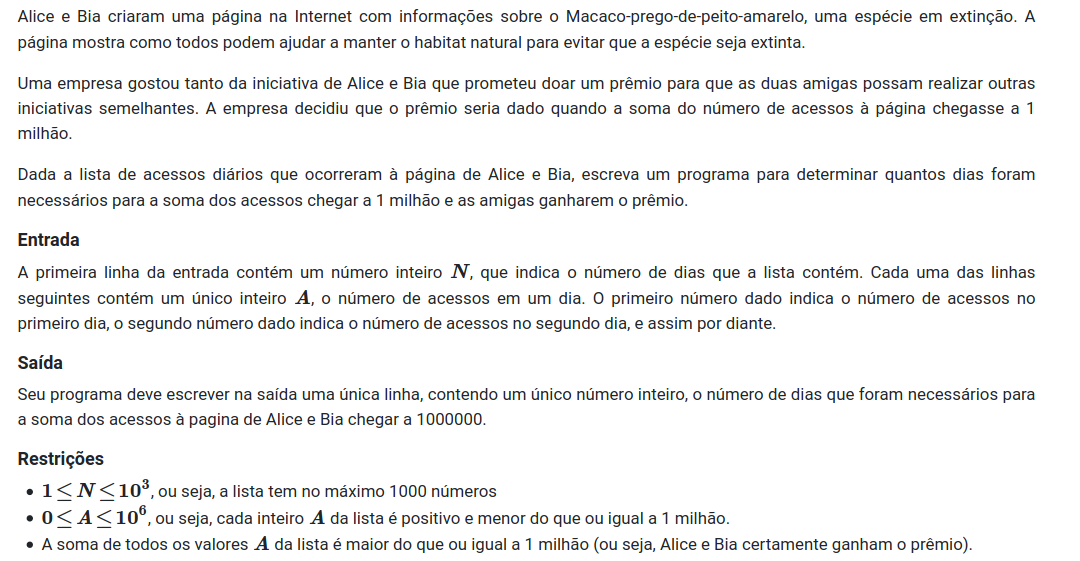 Alice e Bia criaram uma página na Internet com informações sobre o Macaco-prego-de-peito-amarelo, uma espécie em extinção. A
página mostra como todos podem ajudar a manter o habitat natural para evitar que a espécie seja extinta.
Uma empresa gostou tanto da iniciativa de Alice e Bia que prometeu doar um prêmio para que as duas amigas possam realizar outras
iniciativas semelhantes. A empresa decidiu que o prêmio seria dado quando a soma do número de acessos à página chegasse a 1
milhão.
Dada a lista de acessos diários que ocorreram à página de Alice e Bia, escreva um programa para determinar quantos dias foram
necessários para a soma dos acessos chegar a 1 milhão e as amigas ganharem o prêmio.
Entrada
A primeira linha da entrada contém um número inteiro N, que indica o número de dias que a lista contém. Cada uma das linhas
seguintes contém um único inteiro A, o número de acessos em um dia. O primeiro número dado indica o número de acessos no
primeiro dia, o segundo número dado indica o número de acessos no segundo dia, e assim por diante.
Saída
Seu programa deve escrever na saída uma única linha, contendo um único número inteiro, o número de dias que foram necessários para
a soma dos acessos à pagina de Alice e Bia chegar a 1000000.
Restrições
• 1 ≤ N ≤ 10³, ou seja, a lista tem no máximo 1000 números
• 0 ≤ A ≤ 10⁶, ou seja, cada inteiro A da lista é positivo e menor do que ou igual a 1 milhão.
• A soma de todos os valores A da lista é maior do que ou igual a 1 milhão (ou seja, Alice e Bia certamente ganham o prêmio).